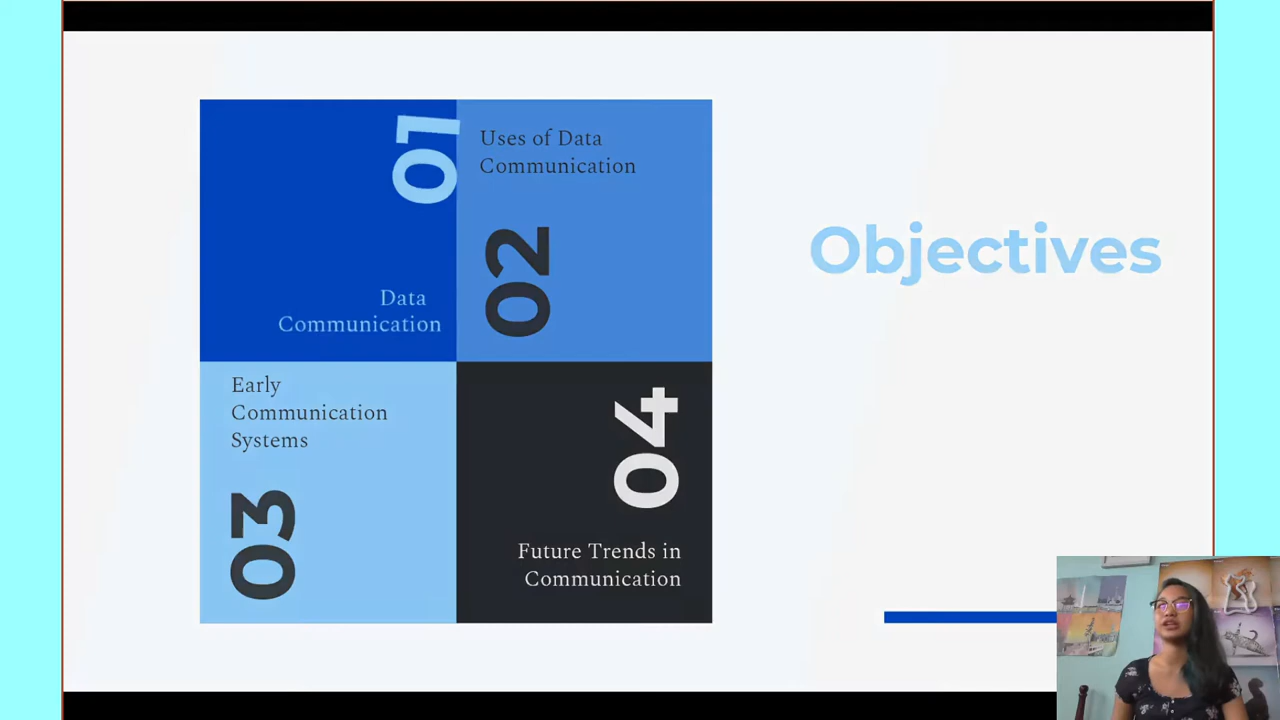 01
Data
Communication
Uses of Data
Communication
02
Early
Communication
Systems
03
04
Future Trends in
Communication
Objectives